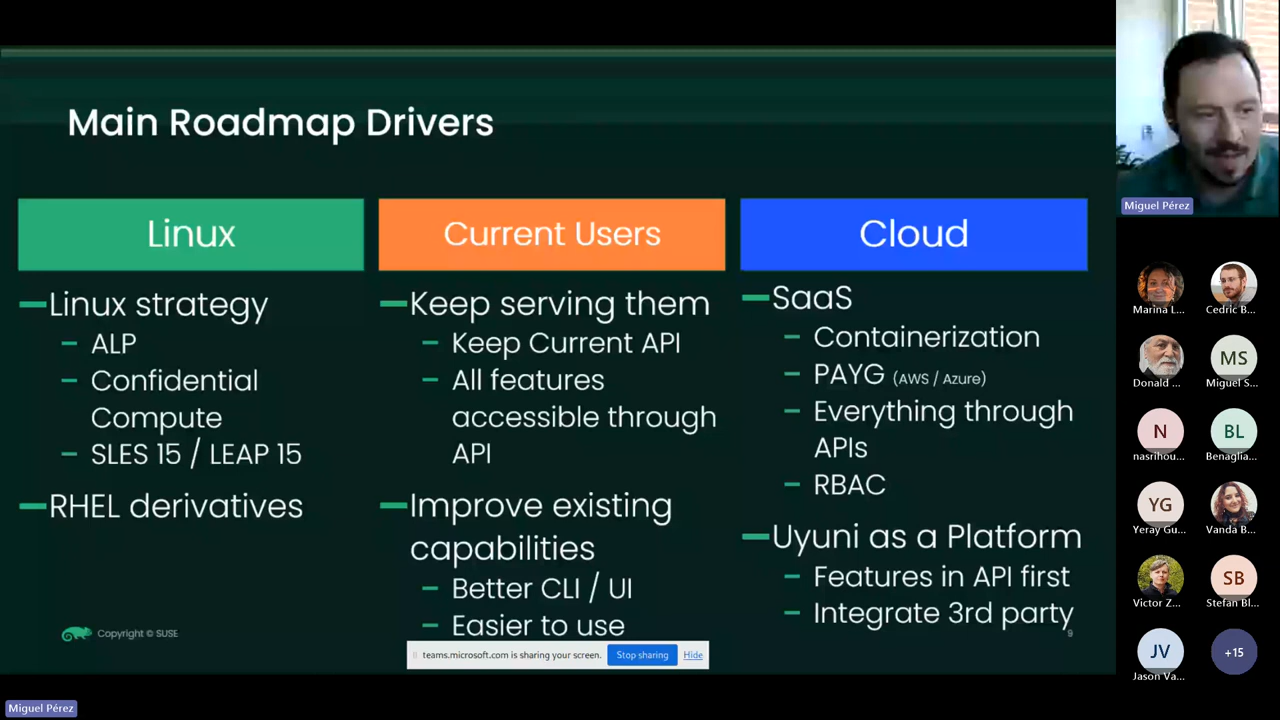 Main Roadmap Drivers
Linux
Linux strategy
– ALP
– Confidential
Compute
– SLES 15 / LEAP 15
RHEL derivatives
Current Users
Keep serving them
– Keep Current API
– All features
accessible through
API
Improve existing
capabilities
– Better CLI / UI
– Easier to use
Cloud
SaaS
– Containerization
– PAYG (AWS / Azure)
– Everything through
APIs
– RBAC
Uyuni as a Platform
– Features in API first
– Integrate 3rd party
Copyright © SUSE
9
teams.microsoft.com is sharing your screen.
Stop sharing
Hide
Miguel Pérez
Miguel Pérez
Marina L...
Cedric B...
Donald ...
MS
Miguel S...
N
nasrihou...
BL
Benaglia...
YG
Yeray Gu...
Vanda B...
Victor Z...
SB
Stefan Bl...
JV
Jason Va...
+15